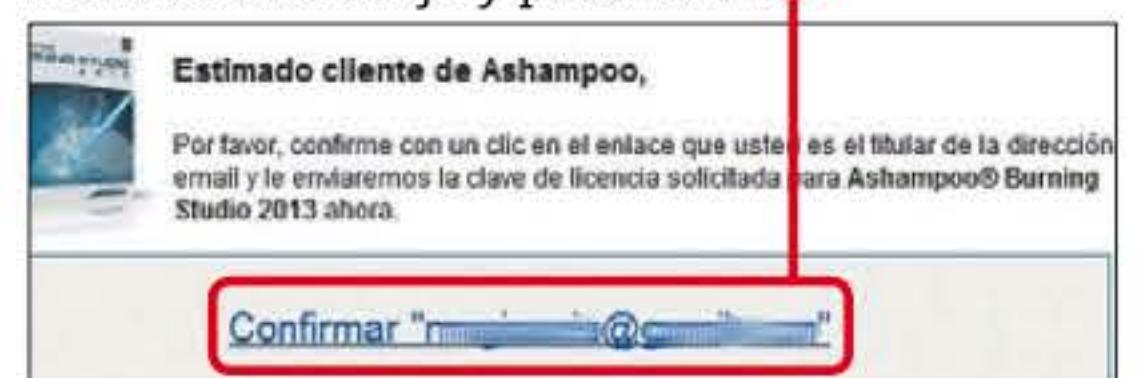 Estimado cliente de Ashampoo,
Por favor, confirme con un clic en el enlace que usted es el titular de la dirección
email y le enviaremos la clave de licencia solicitada para Ashampoo® Burning
Studio 2013 ahora.
Confirmar "